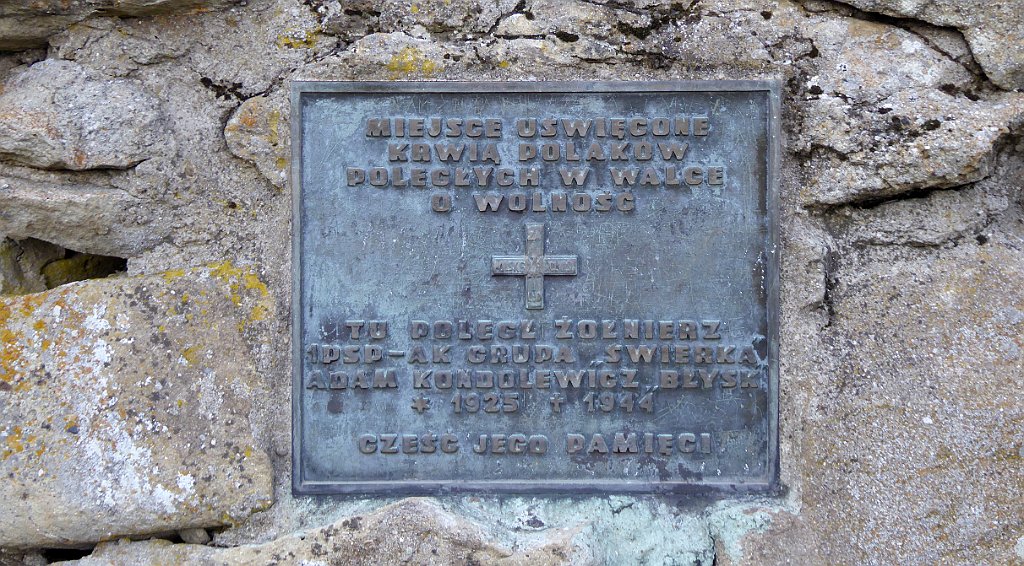 MIEJSCE UŚWIĘCONE
KRWIĄ POLAKÓW
POLEGŁYCH W WALCE
O WOLNOŚĆ
TU POLEGŁ ŻOŁNIERZ
1PSP-AK GRUPA ŚWIERKA
ADAM KONDOLEWICZ BŁYSK
* 1925 † 1944
CZEŚĆ JEGO PAMIĘCI